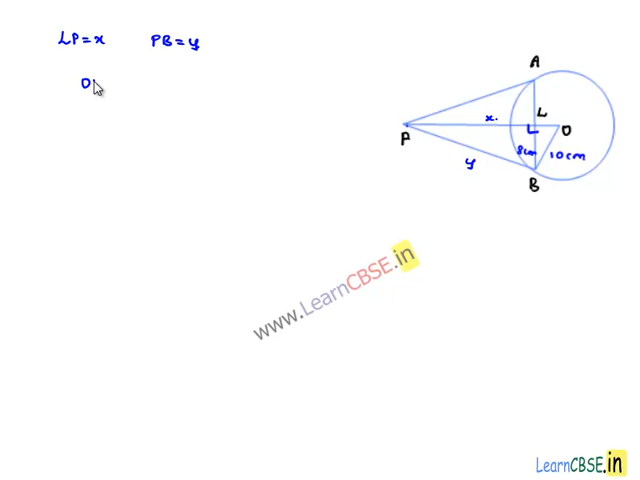 LP = x PB = y
O
A
L
x.
P
O
8cm 10cm
y
B
www.LearnCBSE.in
LearnCBSE.in